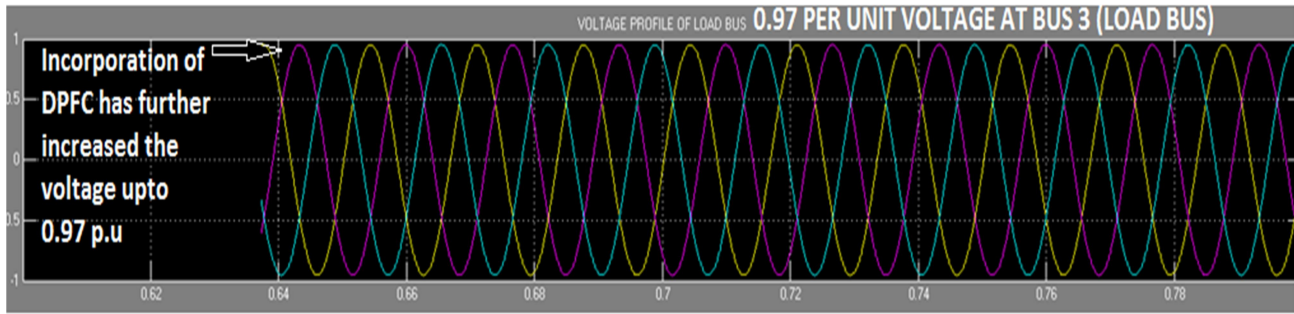 VOLTAGE PROFILE OF LOAD BUS 0.97 PER UNIT VOLTAGE AT BUS 3 (LOAD BUS)
1
Incorporation of
DPFC has further
increased the
voltage upto
0.97 p.u
0.5
0
0.5
-1
0.62 0.64 0.66 0.68 0.7 0.72 0.74 0.76 0.78